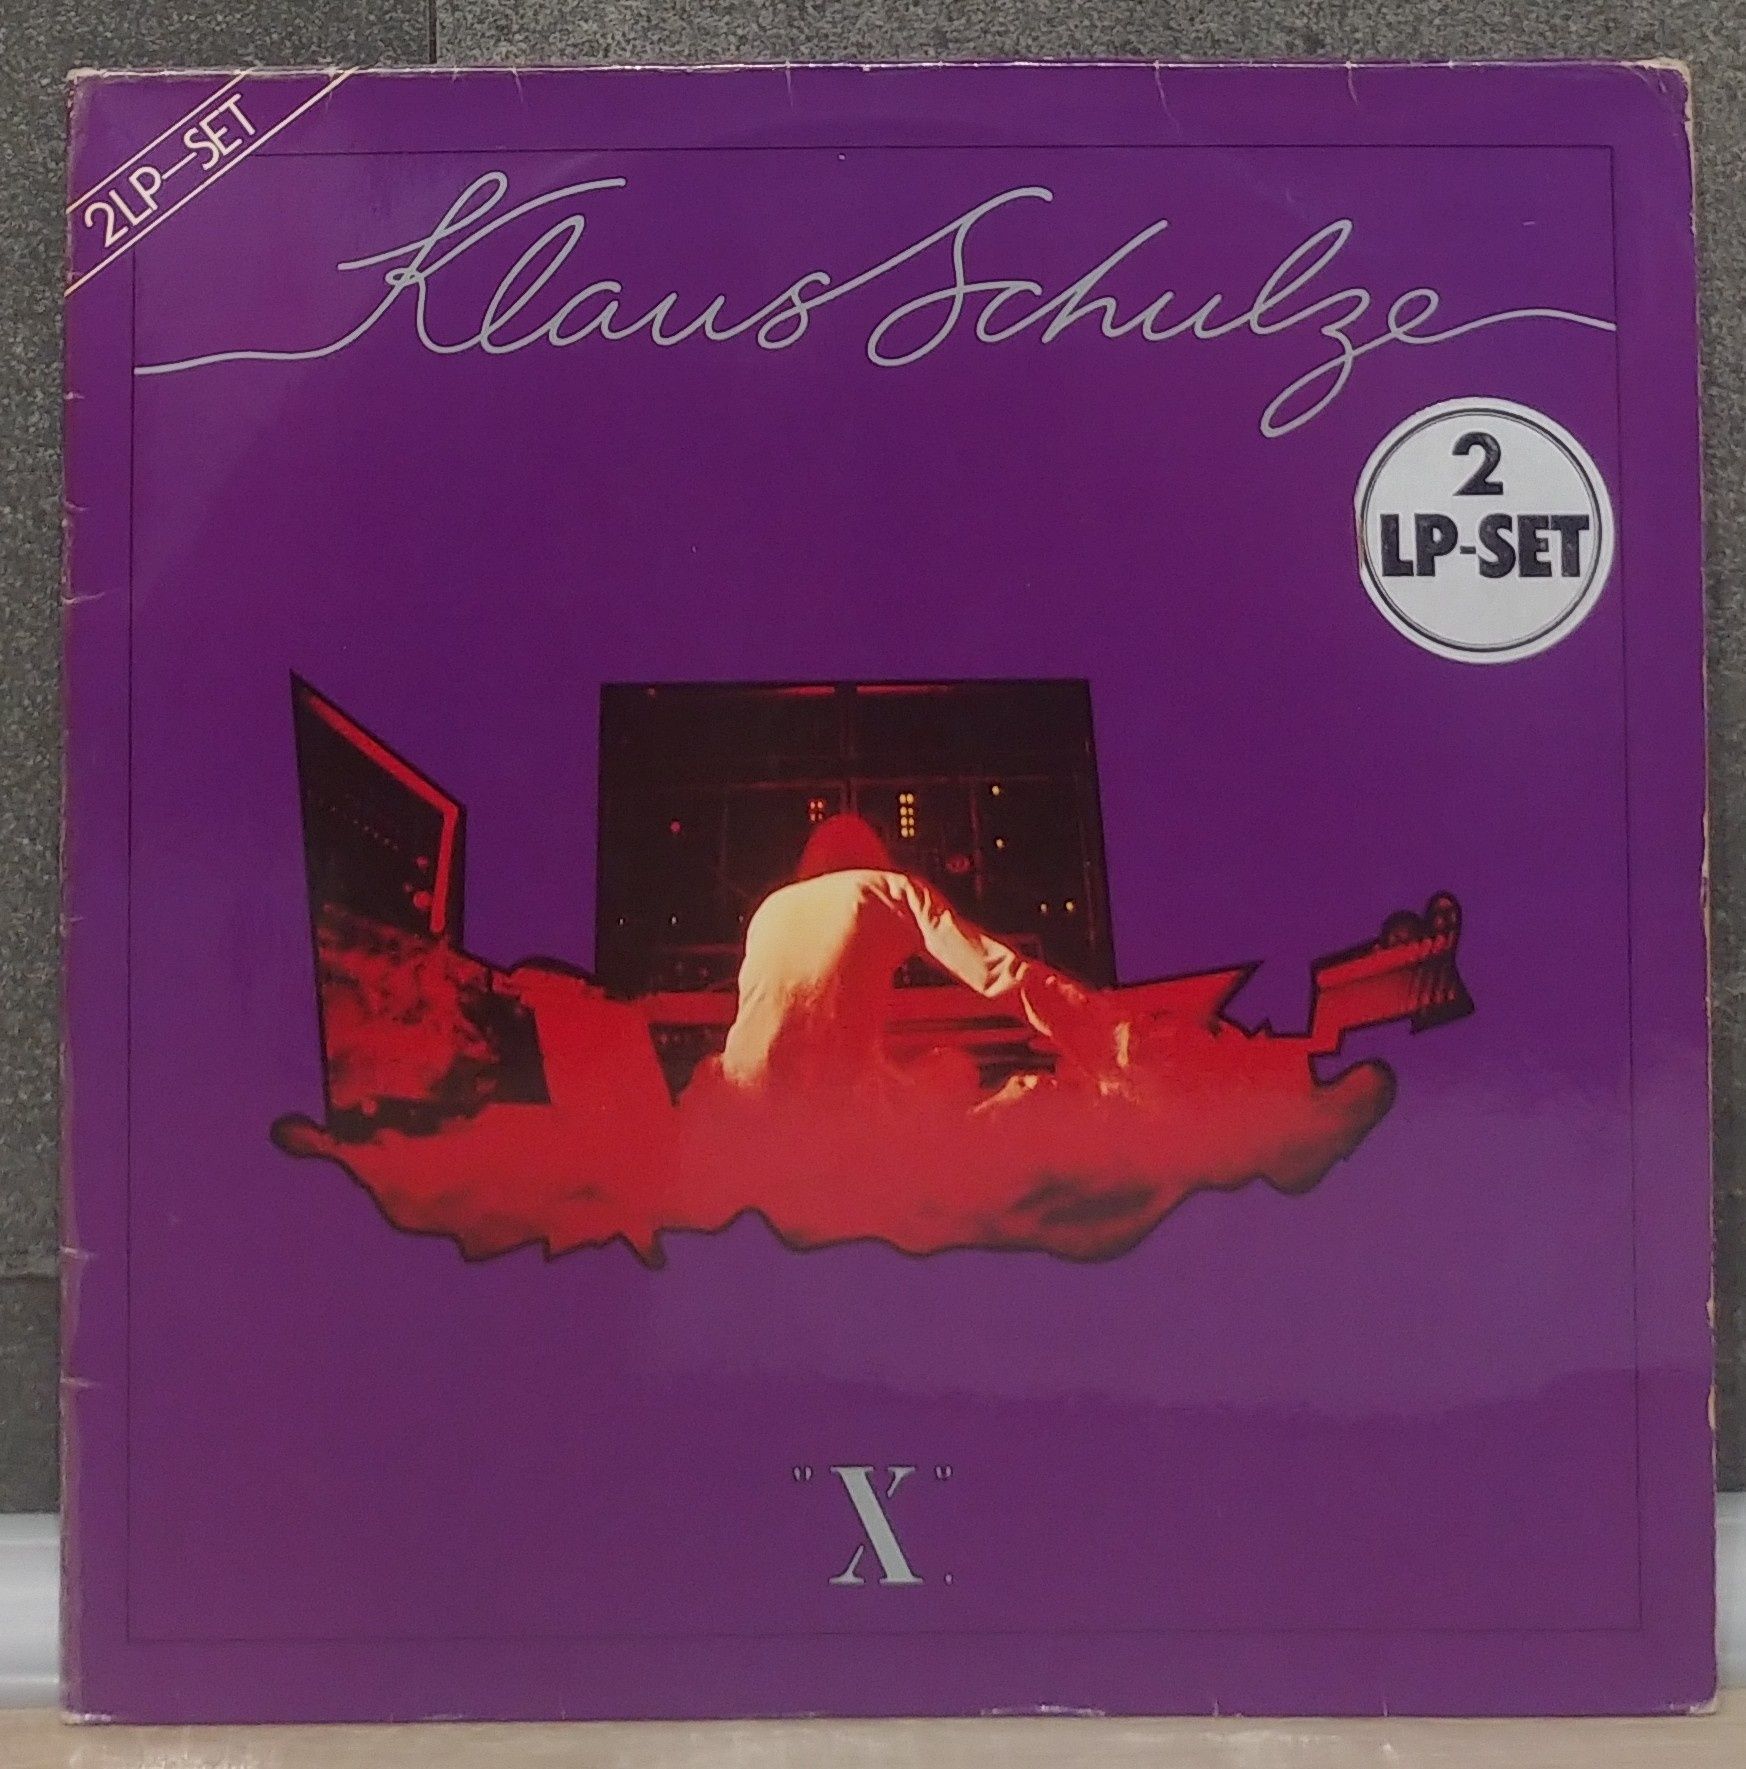 2LP-SET
Klaus Schulze
2
LP-SET
"X".